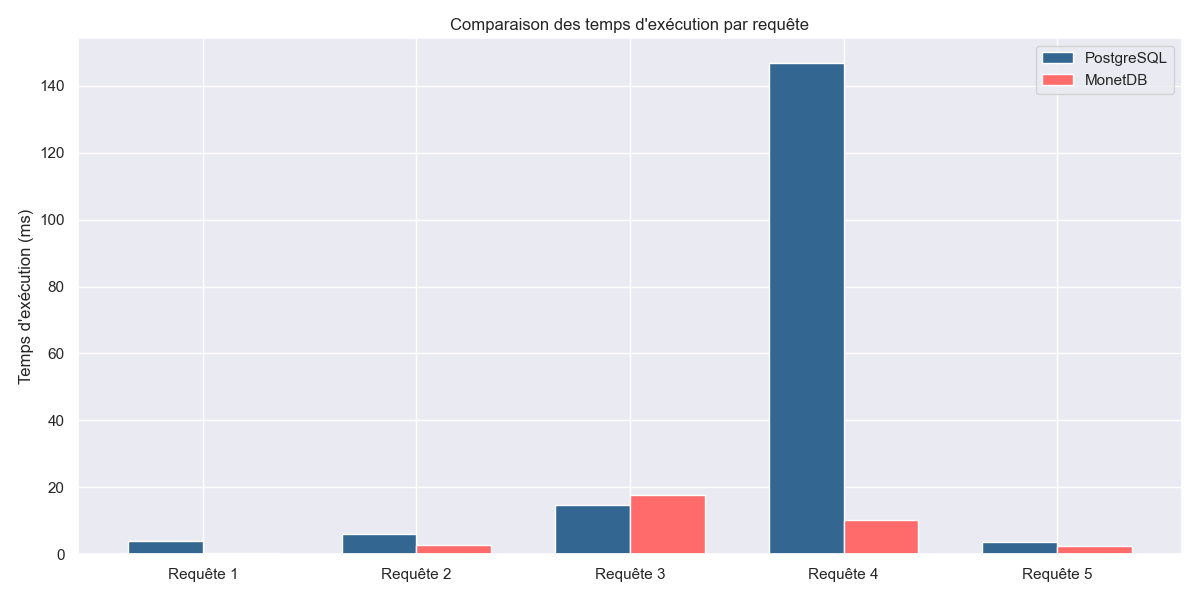 Comparaison des temps d'exécution par requête
PostgreSQL
MonetDB
Temps d'exécution (ms)
140
120
100
80
60
40
20
0
Requête 1
Requête 2
Requête 3
Requête 4
Requête 5